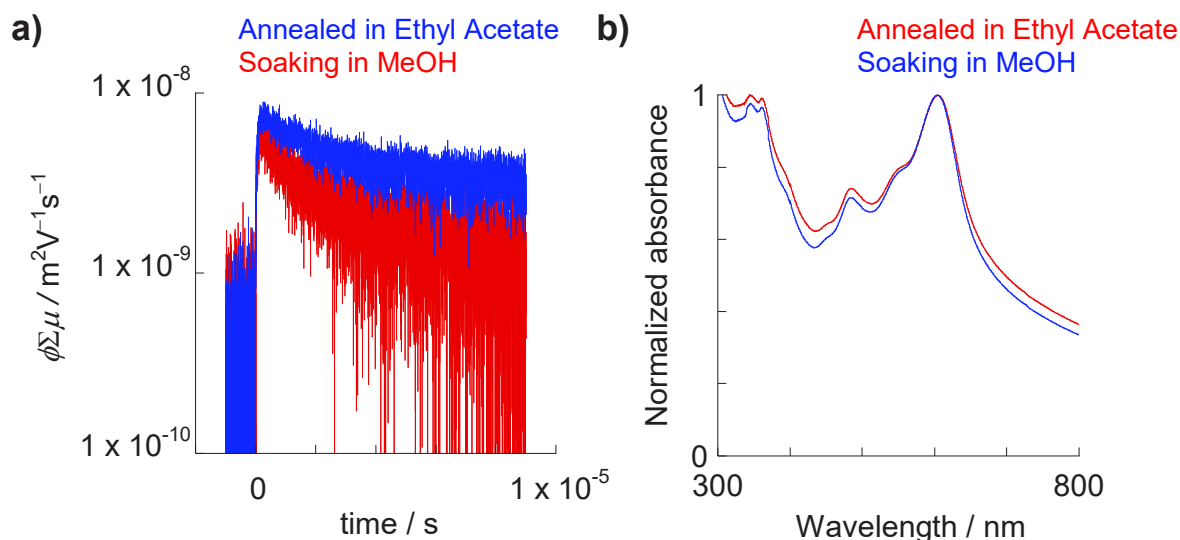 a)
Annealed in Ethyl Acetate
Soaking in MeOH
1 x 10⁻⁸
1 x 10⁻⁹
1 x 10⁻¹⁰
ϕΣμ / m²V⁻¹s⁻¹
0
1 x 10⁻⁵
time / s
b)
Annealed in Ethyl Acetate
Soaking in MeOH
1
0
Normalized absorbance
300
800
Wavelength / nm